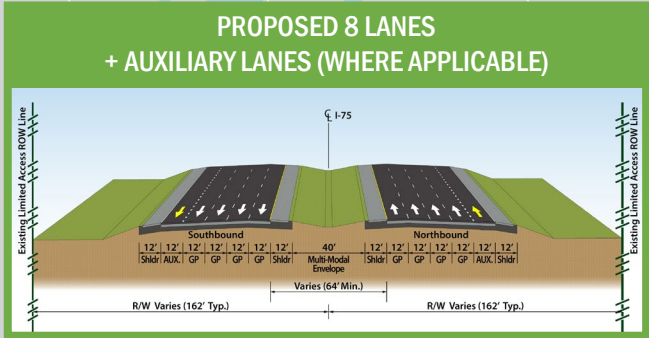 PROPOSED 8 LANES
+ AUXILIARY LANES (WHERE APPLICABLE)
℄ I-75
Existing Limited Access ROW Line
Existing Limited Access ROW Line
Southbound
Northbound
12' 12' 12' 12' 12' 12' 12' 40' 12' 12' 12' 12' 12' 12' 12'
Shldr AUX. GP GP GP GP Shldr Multi-Modal Shldr GP GP GP GP AUX. Shldr
Envelope
Varies (64' Min.)
R/W Varies (162' Typ.) R/W Varies (162' Typ.)